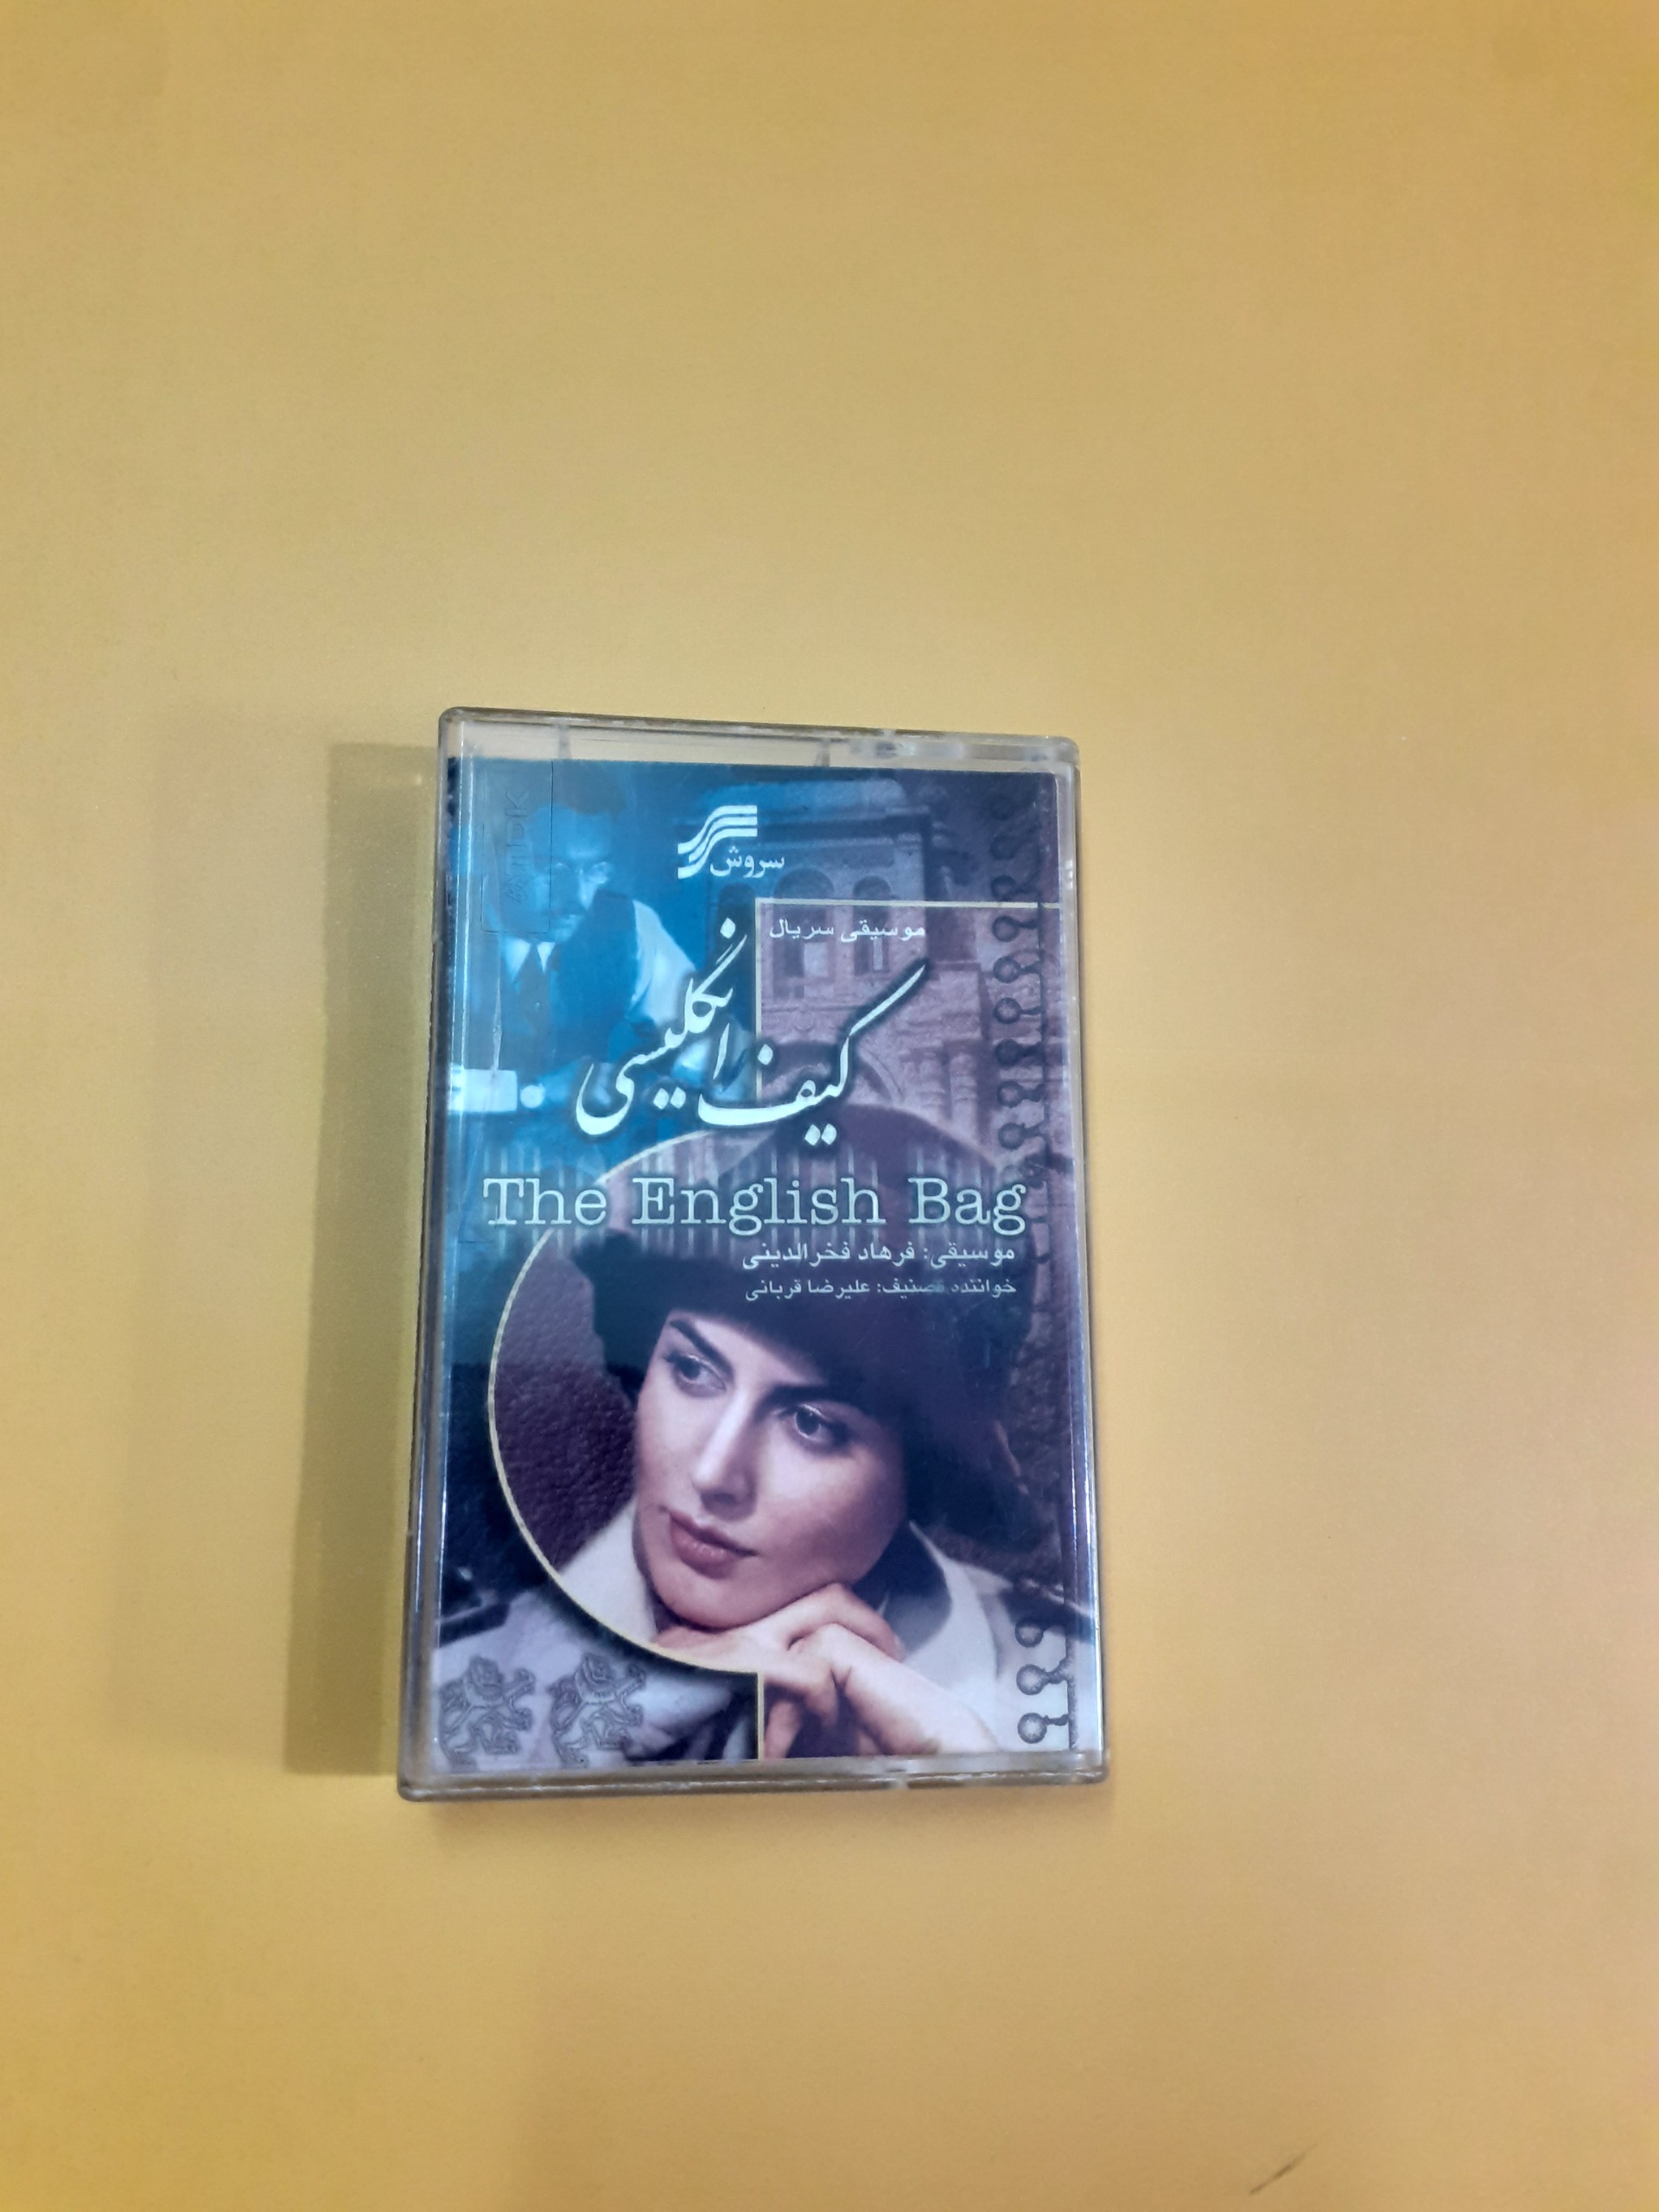 سروش
موسیقی سریال
کیف انگلیسی
The English Bag
موسیقی: فرهاد فخرالدینی
خواننده تصنیف: علیرضا قربانی